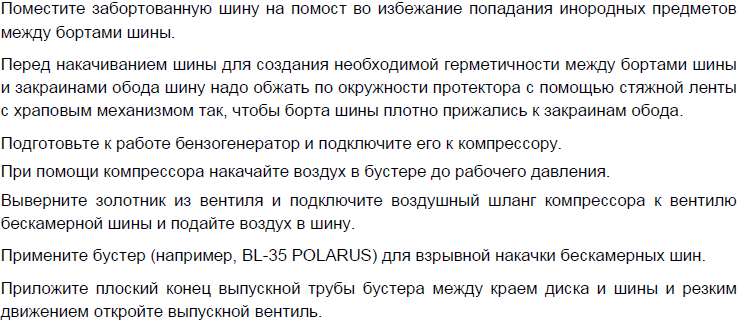 Поместите забортованную шину на помост во избежание попадания инородных предметов
между бортами шины.
Перед накачиванием шины для создания необходимой герметичности между бортами шины
и закраинами обода шину надо обжать по окружности протектора с помощью стяжной ленты
с храповым механизмом так, чтобы борта шины плотно прижались к закраинам обода.
Подготовьте к работе бензогенератор и подключите его к компрессору.
При помощи компрессора накачайте воздух в бустере до рабочего давления.
Выверните золотник из вентиля и подключите воздушный шланг компрессора к вентилю
бескамерной шины и подайте воздух в шину.
Примените бустер (например, BL-35 POLARUS) для взрывной накачки бескамерных шин.
Приложите плоский конец выпускной трубы бустера между краем диска и шины и резким
движением откройте выпускной вентиль.